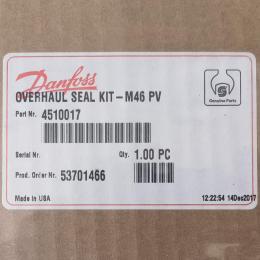 Danfoss
Genuine Parts
OVERHAUL SEAL KIT - M46 PV
Part Nr. 4510017
Serial Nr. Qty. 1.00 PC
Prod. Order Nr 53701466
Made in USA 12:22:54 14Dec2017